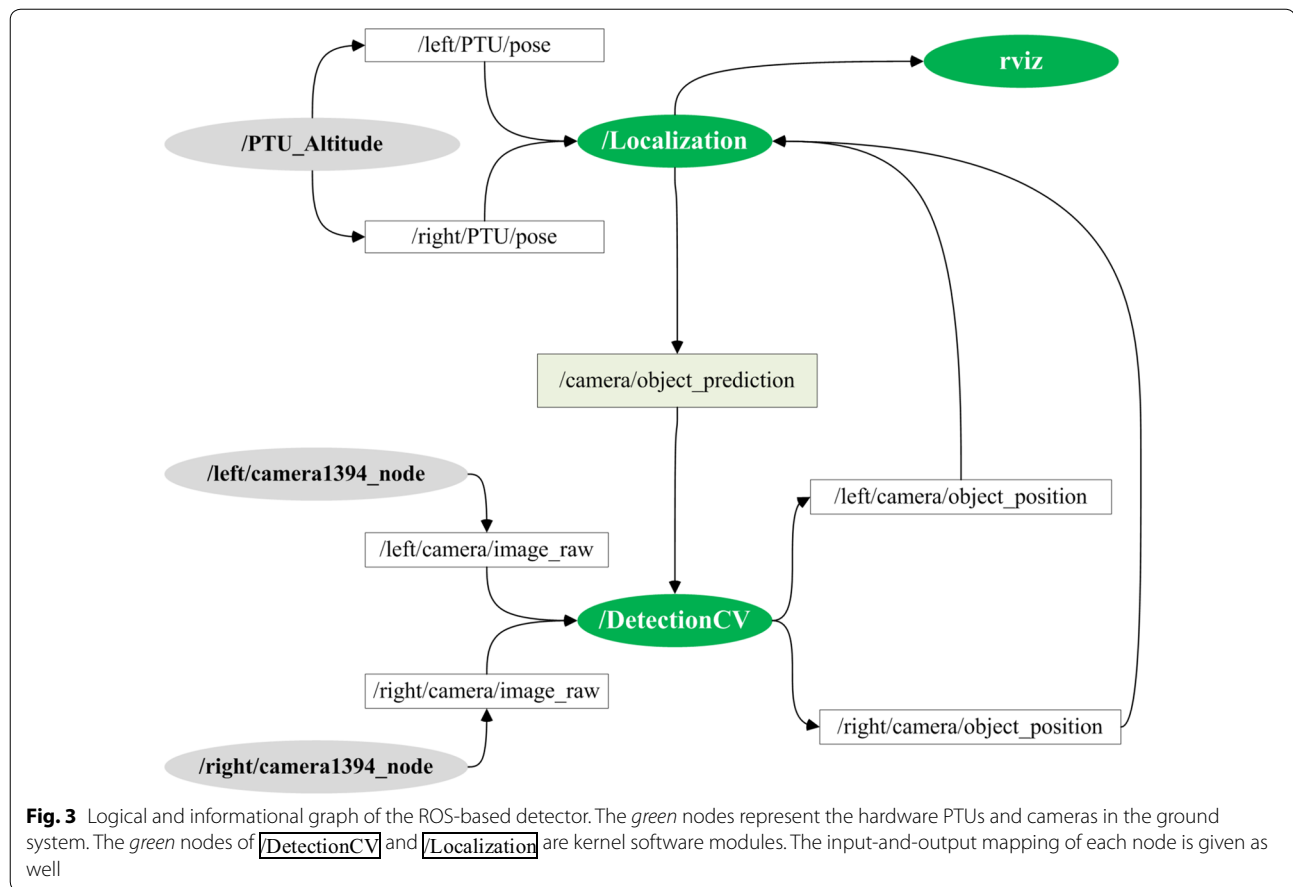 /left/PTU/pose
rviz
/PTU_Altitude
/Localization
/right/PTU/pose
/camera/object_prediction
/left/camera1394_node
/left/camera/object_position
/left/camera/image_raw
/DetectionCV
/right/camera/image_raw
/right/camera/object_position
/right/camera1394_node
Fig. 3 Logical and informational graph of the ROS-based detector. The green nodes represent the hardware PTUs and cameras in the ground
system. The green nodes of /DetectionCV and /Localization are kernel software modules. The input-and-output mapping of each node is given as
well